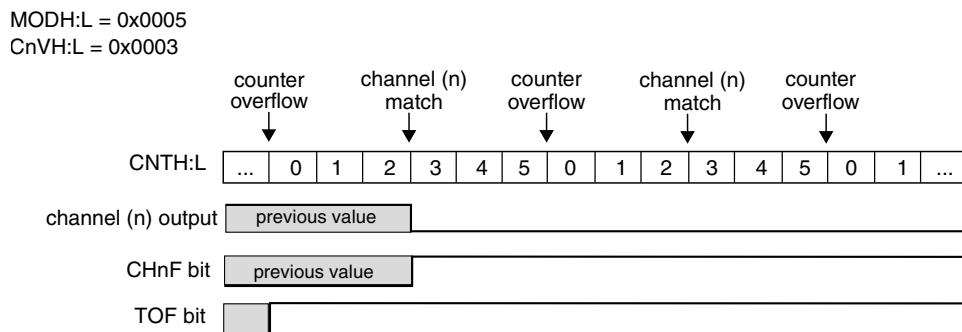 MODH:L = 0x0005
CnVH:L = 0x0003
counter overflow
channel (n) match
counter overflow
channel (n) match
counter overflow
CNTH:L ... 0 1 2 3 4 5 0 1 2 3 4 5 0 1 ...
channel (n) output previous value
CHnF bit previous value
TOF bit